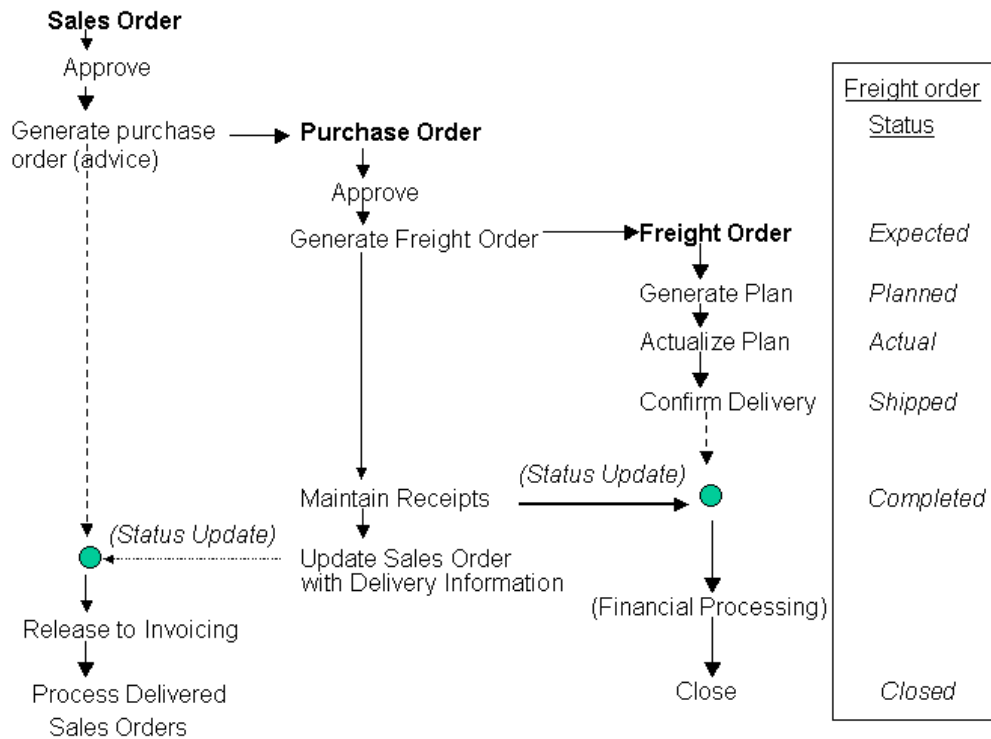 Sales Order
Approve
Generate purchase
order (advice)
Purchase Order
Approve
Generate Freight Order
Freight Order
Generate Plan
Actualize Plan
Confirm Delivery
Maintain Receipts
(Status Update)
(Status Update)
Update Sales Order
with Delivery Information
(Financial Processing)
Release to Invoicing
Process Delivered
Sales Orders
Close
Freight order
Status
Expected
Planned
Actual
Shipped
Completed
Closed